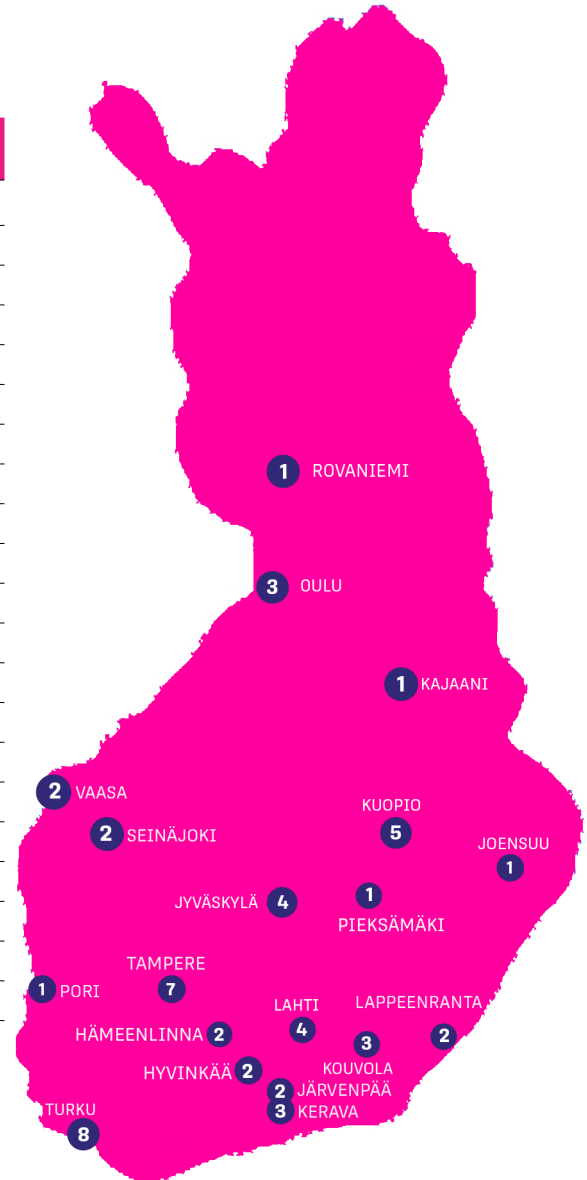 1 ROVANIEMI
3 OULU
1 KAJAANI
2 VAASA
KUOPIO
5
2 SEINÄJOKI
JOENSUU
1
JYVÄSKYLÄ 4
1
PIEKSÄMÄKI
TAMPERE
7
1 PORI
LAHTI
4
LAPPEENRANTA
2
HÄMEENLINNA 2
3
KOUVOLA
HYVINKÄÄ 2
2 JÄRVENPÄÄ
3 KERAVA
TURKU
8